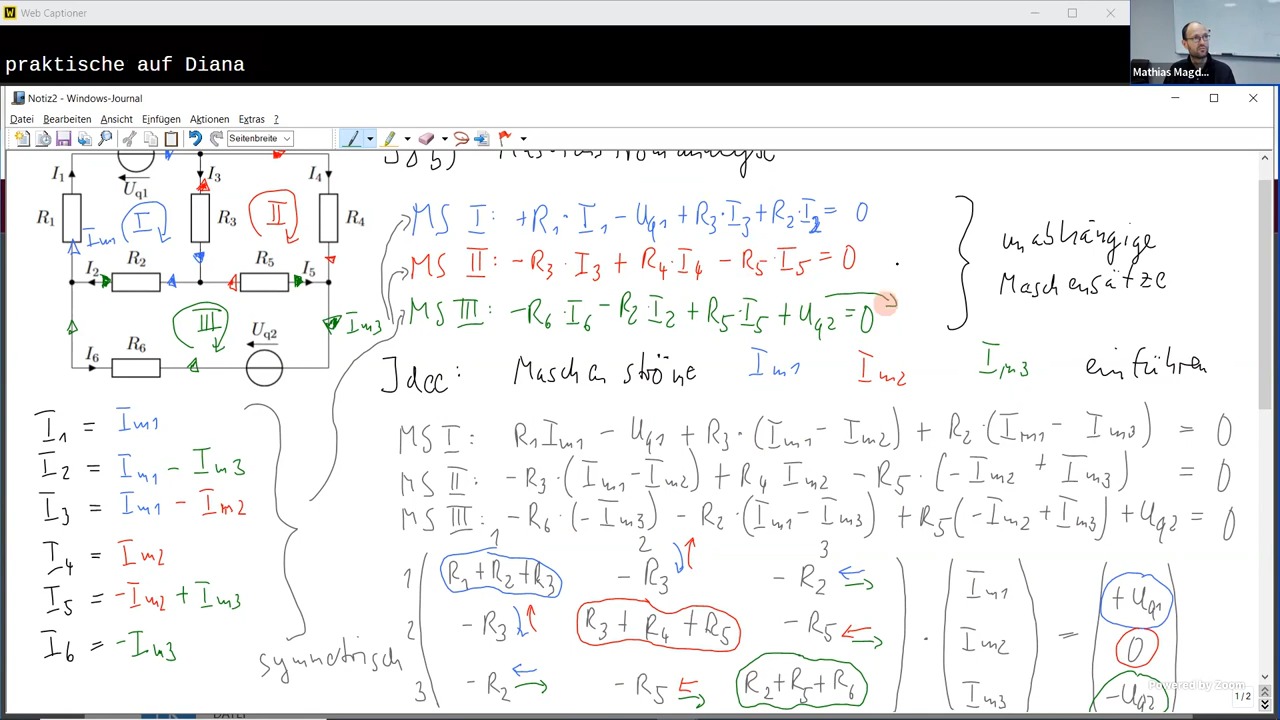 Web Captioner
praktische auf Diana
Mathias Magd...
Notiz2 - Windows-Journal
Datei Bearbeiten Ansicht Einfügen Aktionen Extras ?
Seitenbreite
I1 Uq1 I3 I4
R1 I R3 II R4
Im1
I2 R2 R5 I5
III Im3
Uq2
I6 R6
MS I: +R1·I1 - Uq1 + R3·I3 + R2·I2 = 0
MS II: -R3·I3 + R4·I4 - R5·I5 = 0
MS III: -R6·I6 - R2·I2 + R5·I5 + Uq2 = 0
unabhängige
Maschensätze
Idee: Maschenströme Im1 Im2 Im3 einführen
I1 = Im1
I2 = Im1 - Im3
I3 = Im1 - Im2
I4 = Im2
I5 = -Im2 + Im3
I6 = -Im3
MS I: R1 Im1 - Uq1 + R3·(Im1 - Im2) + R2·(Im1 - Im3) = 0
MS II: -R3·(Im1 - Im2) + R4 Im2 - R5·(-Im2 + Im3) = 0
MS III: -R6·(-Im3) - R2·(Im1 - Im3) + R5(-Im2 + Im3) + Uq2 = 0
1 2 3
1 R1+R2+R3 -R3 -R2 Im1 +Uq1
2 -R3 R3+R4+R5 -R5 · Im2 = 0
symmetrisch
3 -R2 -R5 R2+R5+R6 Im3 -Uq2
Powered by Zoom
1/2